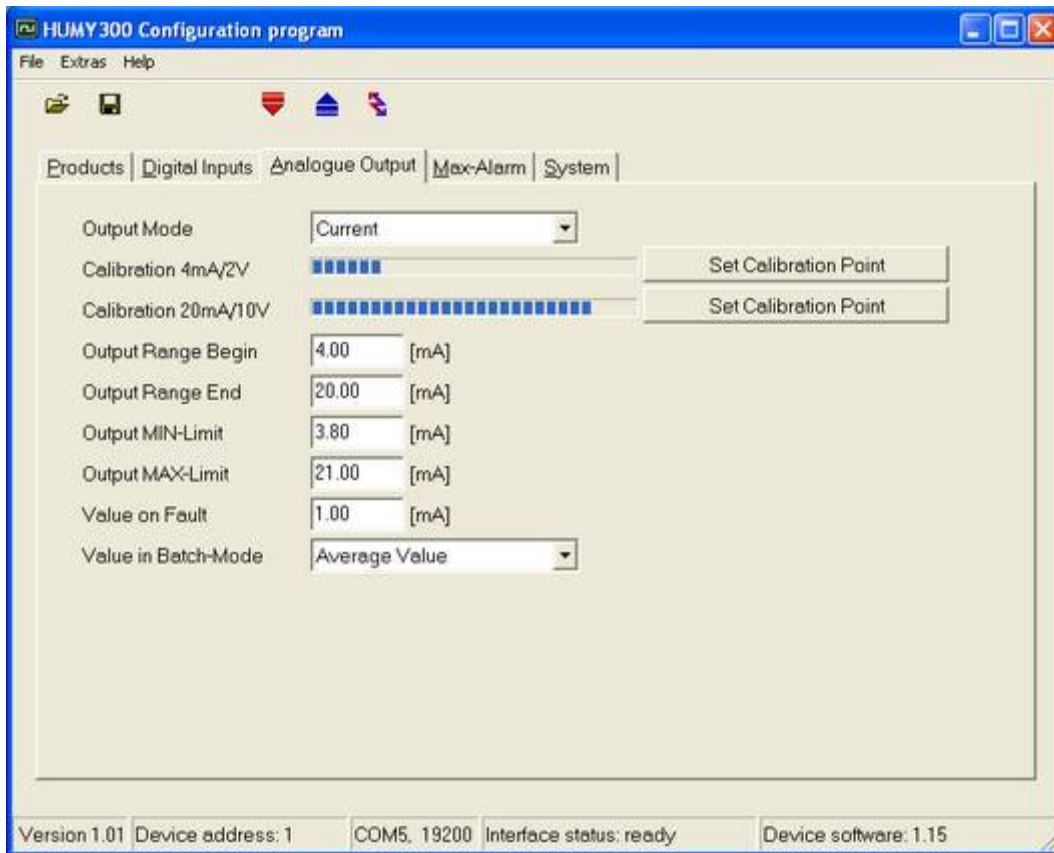 HUMY300 Configuration program
File Extras Help
Products Digital Inputs Analogue Output Max-Alarm System
Output Mode Current
Calibration 4mA/2V Set Calibration Point
Calibration 20mA/10V Set Calibration Point
Output Range Begin 4.00 [mA]
Output Range End 20.00 [mA]
Output MIN-Limit 3.80 [mA]
Output MAX-Limit 21.00 [mA]
Value on Fault 1.00 [mA]
Value in Batch-Mode Average Value
Version 1.01 Device address: 1 COM5, 19200 Interface status: ready Device software: 1.15